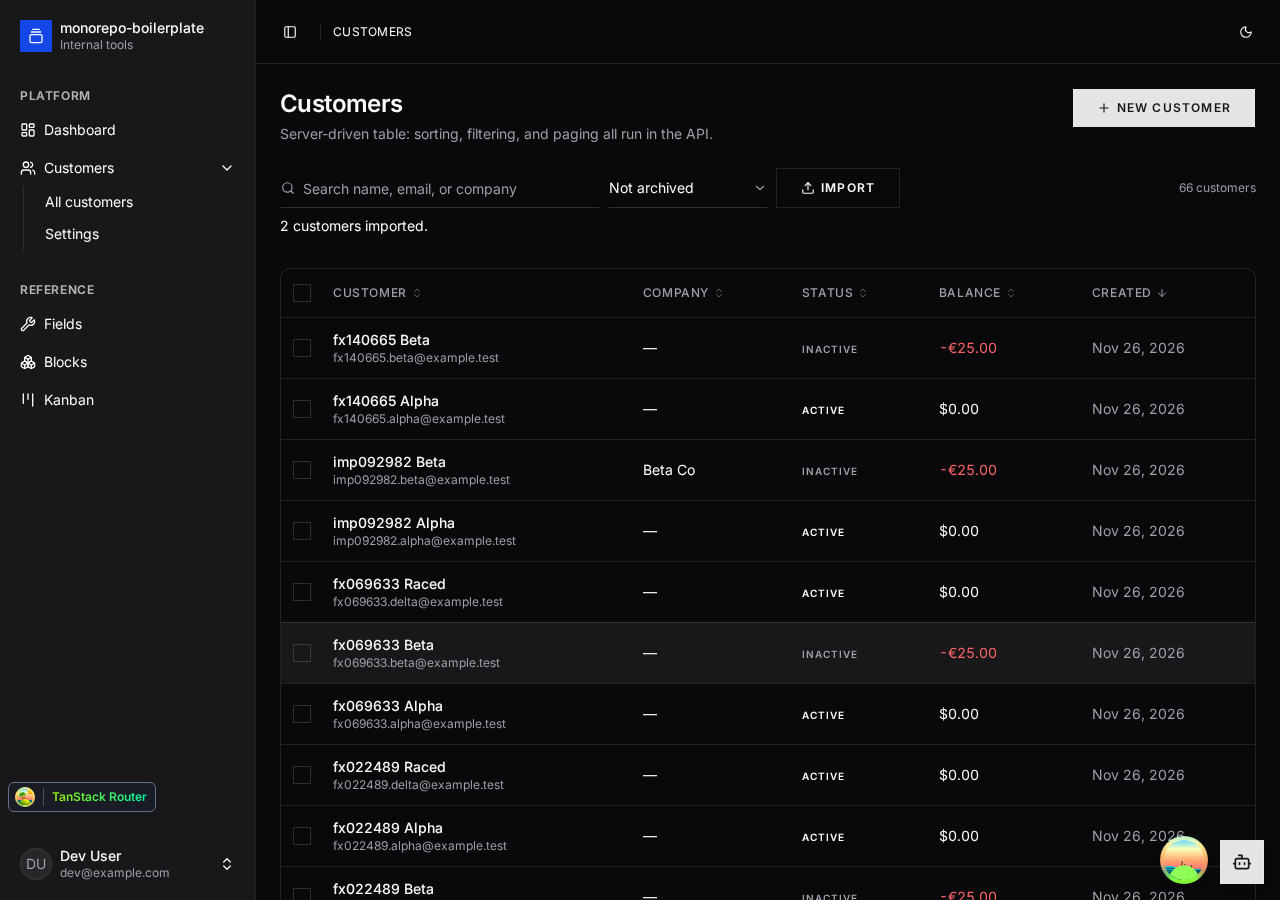 monorepo-boilerplate
Internal tools
PLATFORM
Dashboard
Customers
All customers
Settings
REFERENCE
Fields
Blocks
Kanban
TanStack Router
DU
Dev User
dev@example.com
CUSTOMERS
Customers
Server-driven table: sorting, filtering, and paging all run in the API.
NEW CUSTOMER
Search name, email, or company
Not archived
IMPORT
66 customers
2 customers imported.
CUSTOMER COMPANY STATUS BALANCE CREATED
fx140665 Beta
fx140665.beta@example.test
— INACTIVE -€25.00 Nov 26, 2026
fx140665 Alpha
fx140665.alpha@example.test
— ACTIVE $0.00 Nov 26, 2026
imp092982 Beta
imp092982.beta@example.test
Beta Co INACTIVE -€25.00 Nov 26, 2026
imp092982 Alpha
imp092982.alpha@example.test
— ACTIVE $0.00 Nov 26, 2026
fx069633 Raced
fx069633.delta@example.test
— ACTIVE $0.00 Nov 26, 2026
fx069633 Beta
fx069633.beta@example.test
— INACTIVE -€25.00 Nov 26, 2026
fx069633 Alpha
fx069633.alpha@example.test
— ACTIVE $0.00 Nov 26, 2026
fx022489 Raced
fx022489.delta@example.test
— ACTIVE $0.00 Nov 26, 2026
fx022489 Alpha
fx022489.alpha@example.test
— ACTIVE $0.00 Nov 26, 2026
fx022489 Beta
— INACTIVE -€25.00 Nov 26, 2026